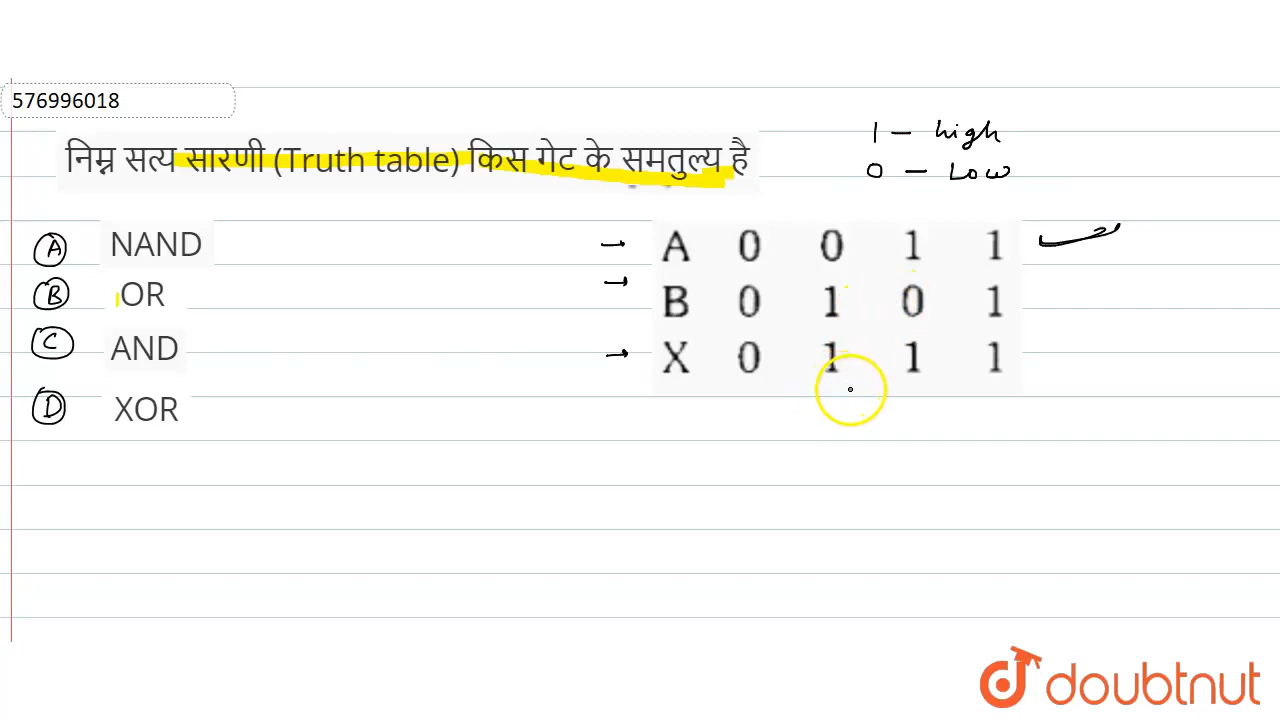 576996018
निम्न सत्य सारणी (Truth table) किस गेट के समतुल्य है
1 – high
0 – Low
A NAND
B OR
C AND
D XOR
→ A 0 0 1 1
→ B 0 1 0 1
→ X 0 1 1 1
doubtnut